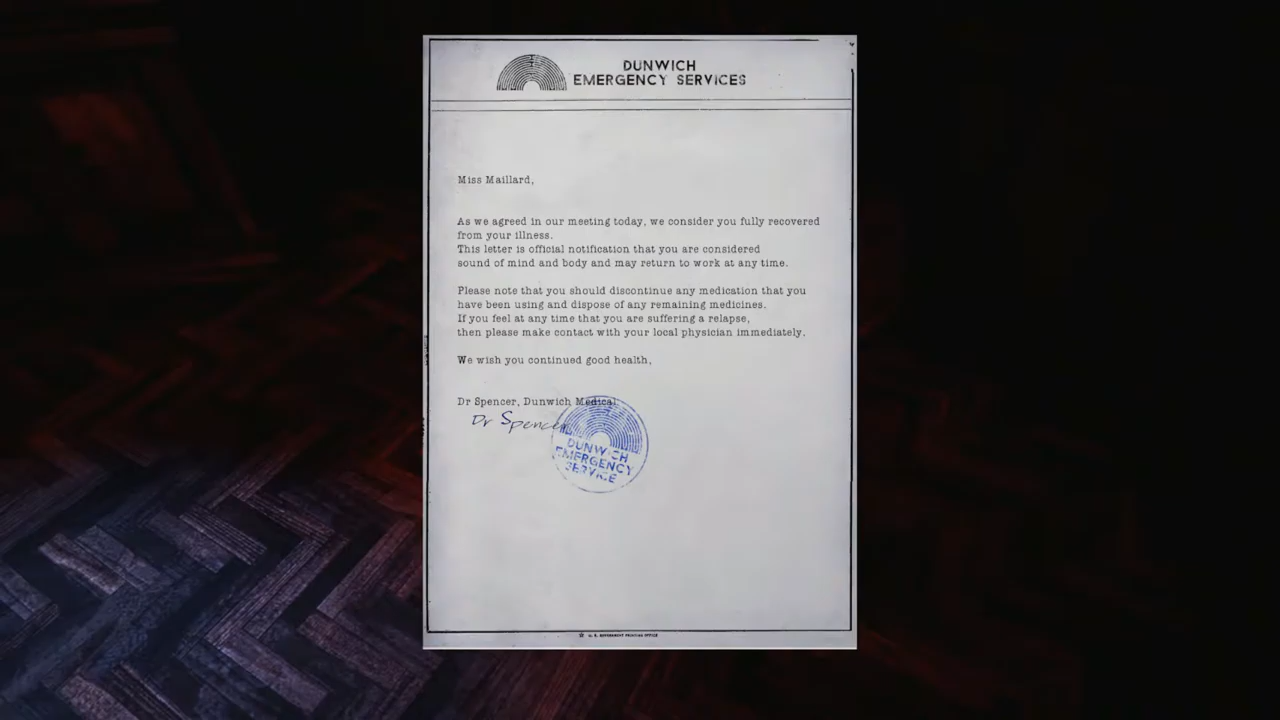 DUNWICH
EMERGENCY SERVICES
Miss Maillard,
As we agreed in our meeting today, we consider you fully recovered
from your illness.
This letter is official notification that you are considered
sound of mind and body and may return to work at any time.
Please note that you should discontinue any medication that you
have been using and dispose of any remaining medicines.
If you feel at any time that you are suffering a relapse,
then please make contact with your local physician immediately.
We wish you continued good health,
Dr Spencer, Dunwich Medical
Dr Spencer
DUNWICH
EMERGENCY
SERVICE
U. S. GOVERNMENT PRINTING OFFICE